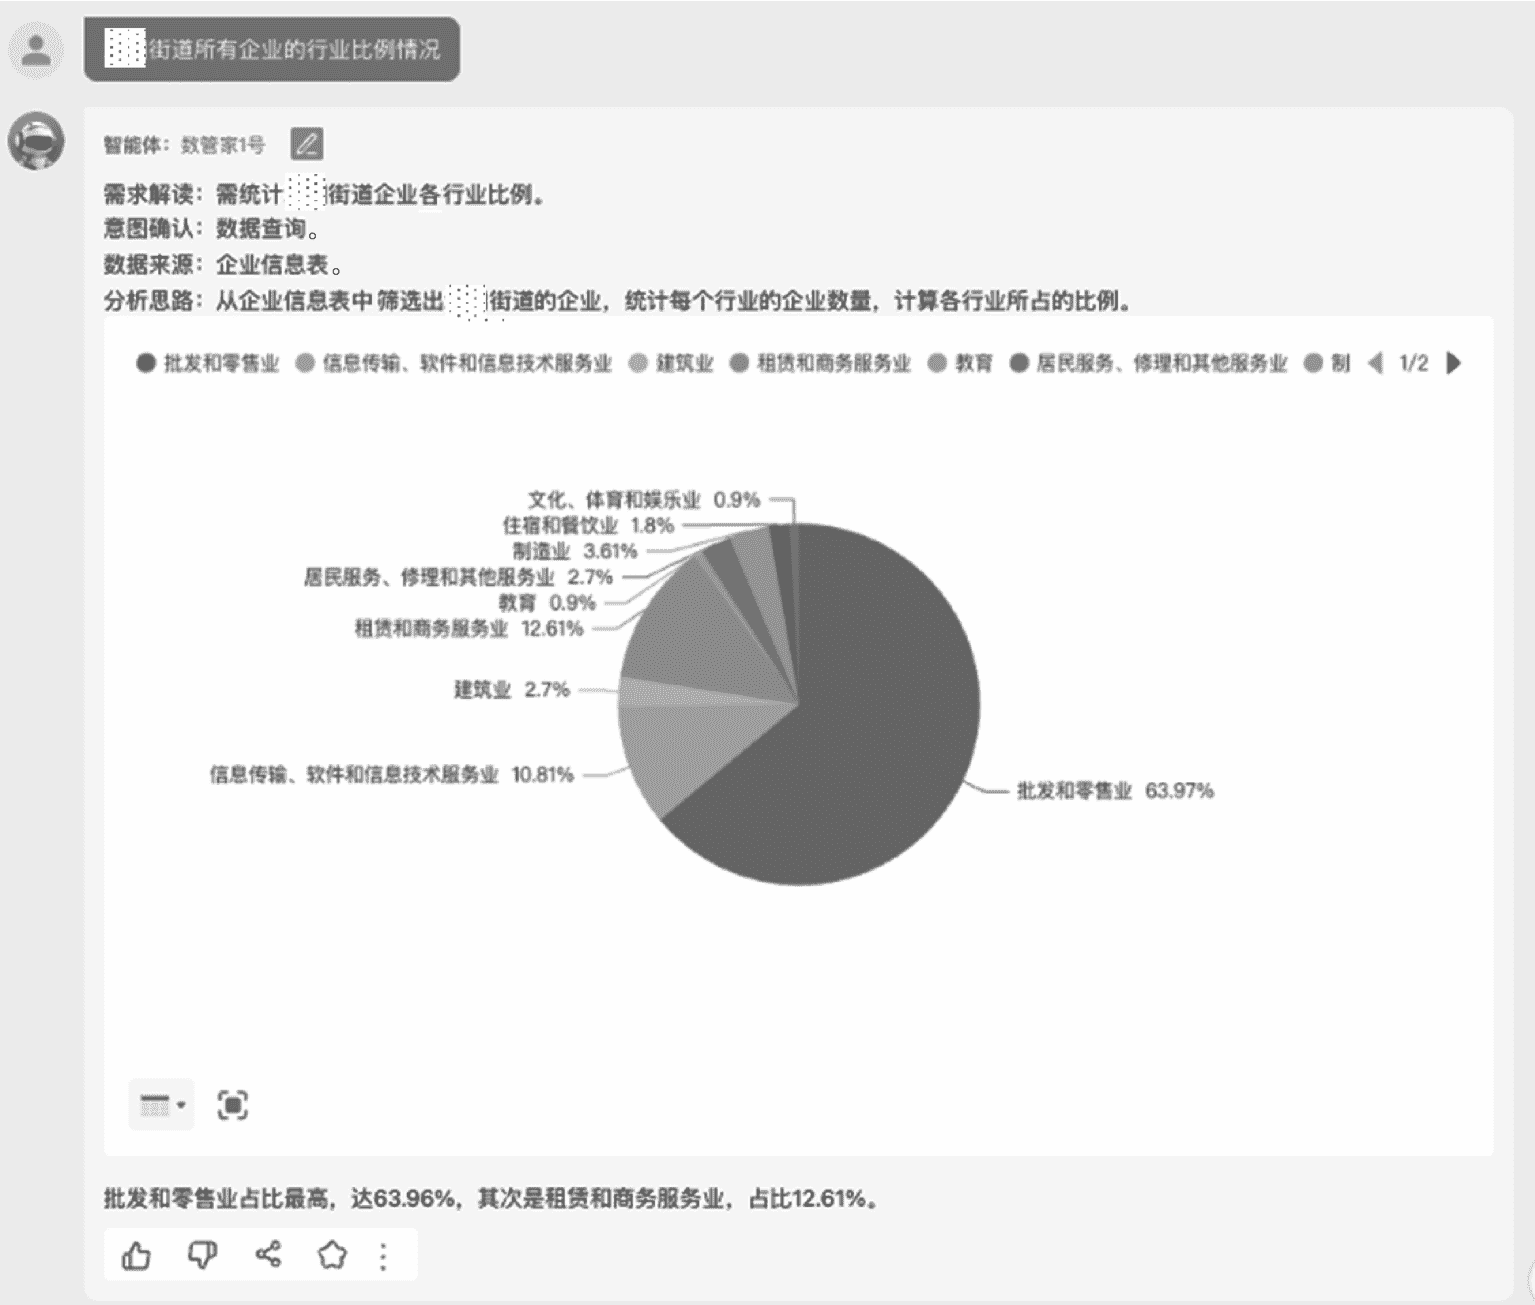 街道所有企业的行业比例情况
智能体：数管家1号
需求解读：需统计街道企业各行业比例。
意图确认：数据查询。
数据来源：企业信息表。
分析思路：从企业信息表中筛选出街道的企业，统计每个行业的企业数量，计算各行业所占的比例。
批发和零售业 信息传输、软件和信息技术服务业 建筑业 租赁和商务服务业 教育 居民服务、修理和其他服务业 制 1/2
文化、体育和娱乐业 0.9%
住宿和餐饮业 1.8%
制造业 3.61%
居民服务、修理和其他服务业 2.7%
教育 0.9%
租赁和商务服务业 12.61%
建筑业 2.7%
信息传输、软件和信息技术服务业 10.81%
批发和零售业 63.97%
批发和零售业占比最高，达63.96%，其次是租赁和商务服务业，占比12.61%。